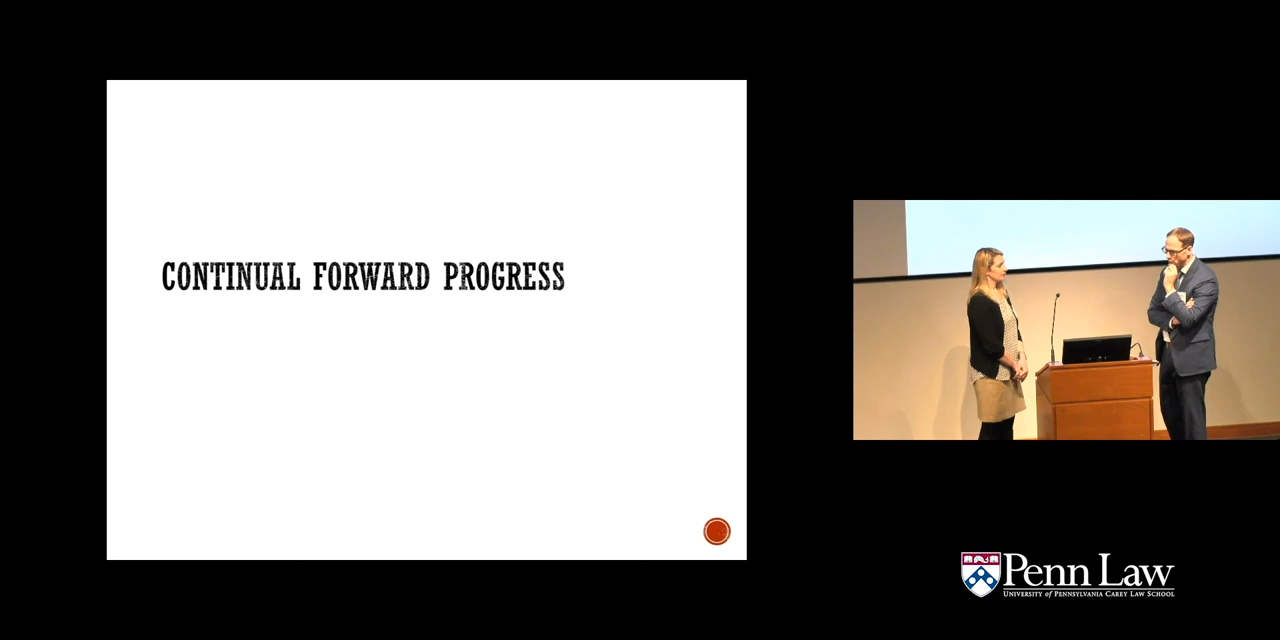 CONTINUAL FORWARD PROGRESS
Penn Law
UNIVERSITY of PENNSYLVANIA CAREY LAW SCHOOL